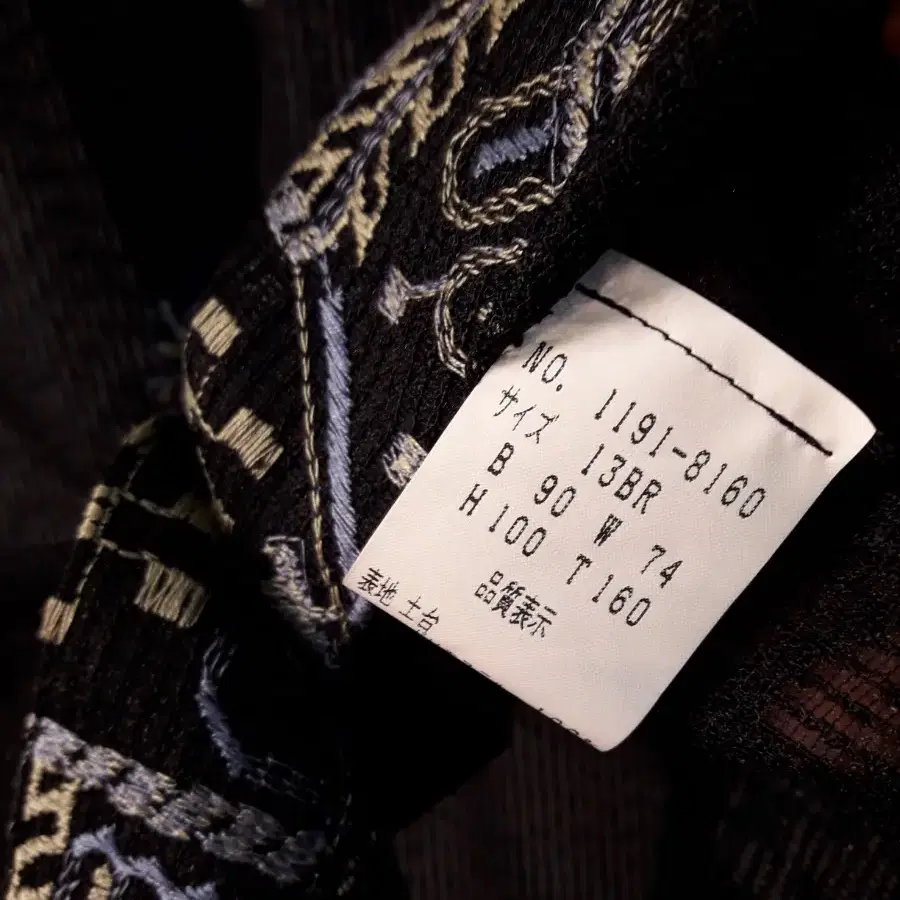 NO. 1191-8160
サイズ 13BR
B 90 W 74
H 100 T 160
品質表示
表地 土台